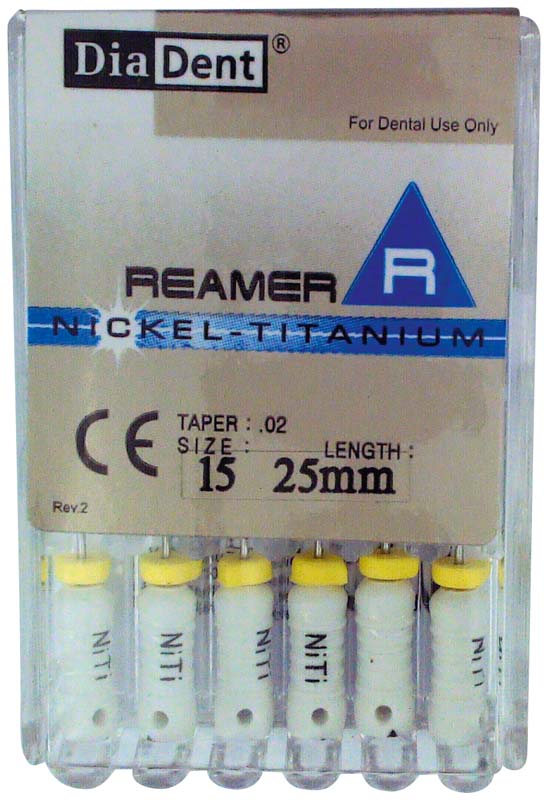 DiaDent®
For Dental Use Only
R
REAMER
NICKEL-TITANIUM
CE
TAPER : .02
SIZE : LENGTH :
15 25mm
Rev.2
NiTi NiTi NiTi NiTi NiTi